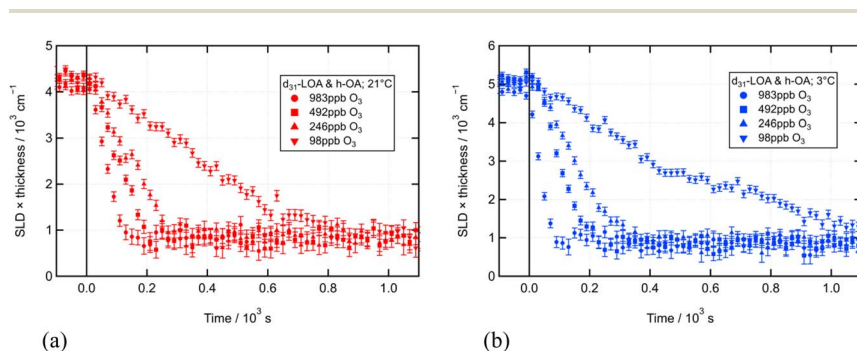 5
4
3
2
1
0
SLD × thickness / 10³ cm⁻¹
d₃₁-LOA & h-OA; 21°C
983ppb O₃
492ppb O₃
246ppb O₃
98ppb O₃
0.0 0.2 0.4 0.6 0.8 1.0
Time / 10³ s
(a)
6
5
4
3
2
1
0
SLD × thickness / 10³ cm⁻¹
d₃₁-LOA & h-OA; 3°C
983ppb O₃
492ppb O₃
246ppb O₃
98ppb O₃
0.0 0.2 0.4 0.6 0.8 1.0
Time / 10³ s
(b)